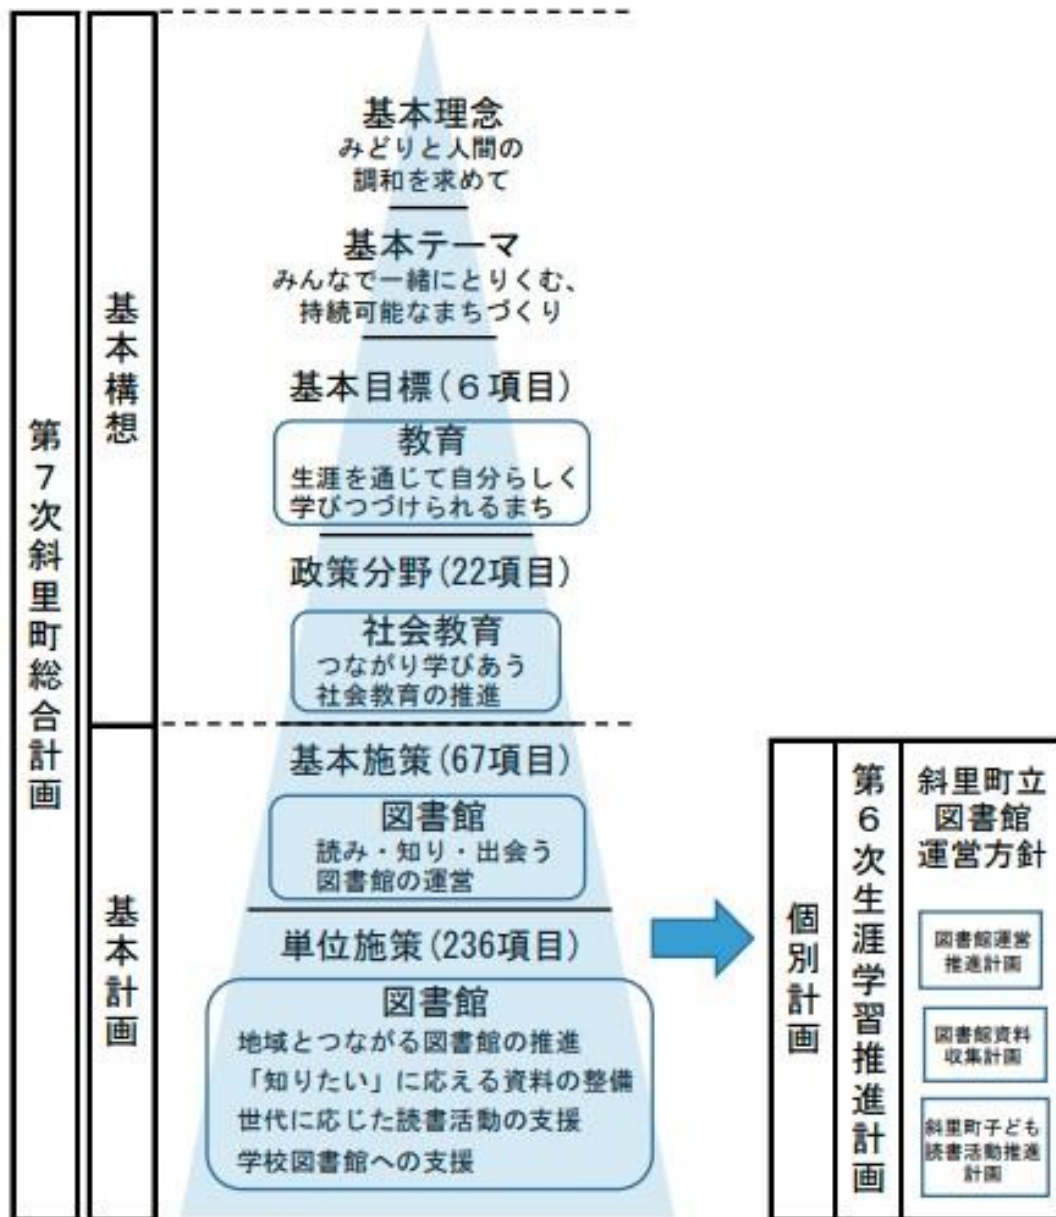 第7次斜里町総合計画
基本構想
基本理念
みどりと人間の
調和を求めて
基本テーマ
みんなで一緒にとりくむ、
持続可能なまちづくり
基本目標(6項目)
教育
生涯を通じて自分らしく
学びつづけられるまち
政策分野(22項目)
社会教育
つながり学びあう
社会教育の推進
基本計画
基本施策(67項目)
図書館
読み・知り・出会う
図書館の運営
単位施策(236項目)
図書館
地域とつながる図書館の推進
「知りたい」に応える資料の整備
世代に応じた読書活動の支援
学校図書館への支援
個別計画
第6次生涯学習推進計画
斜里町立
図書館
運営方針
図書館運営
推進計画
図書館資料
収集計画
斜里町子ども
読書活動推進
計画